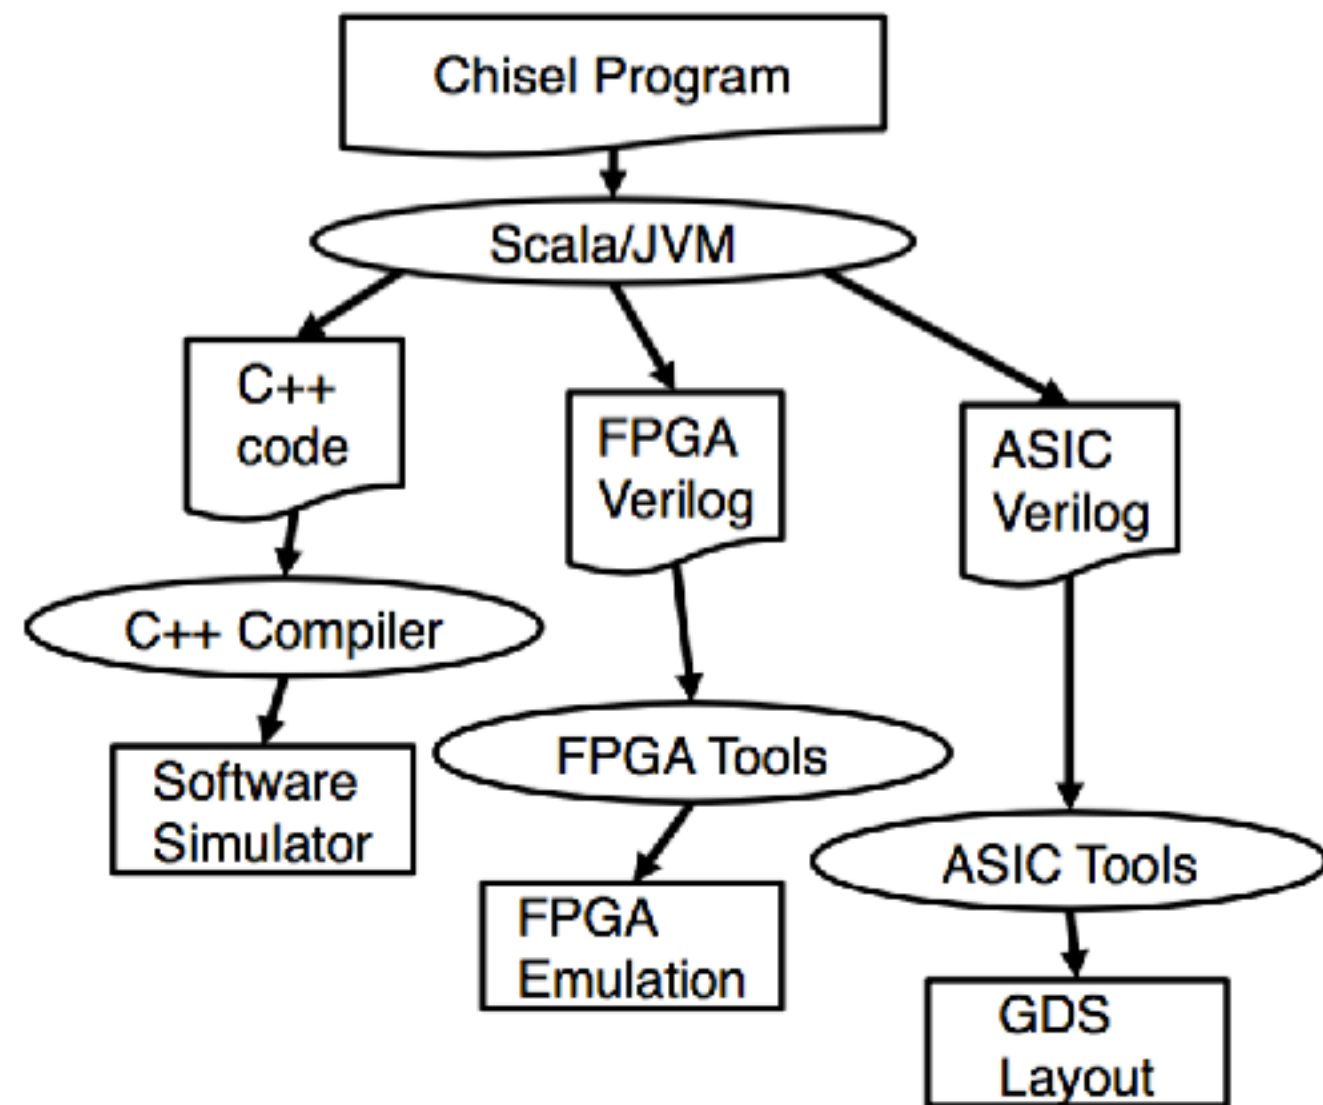 Chisel Program
Scala/JVM
C++
code
FPGA
Verilog
ASIC
Verilog
C++ Compiler
FPGA Tools
Software
Simulator
ASIC Tools
FPGA
Emulation
GDS
Layout